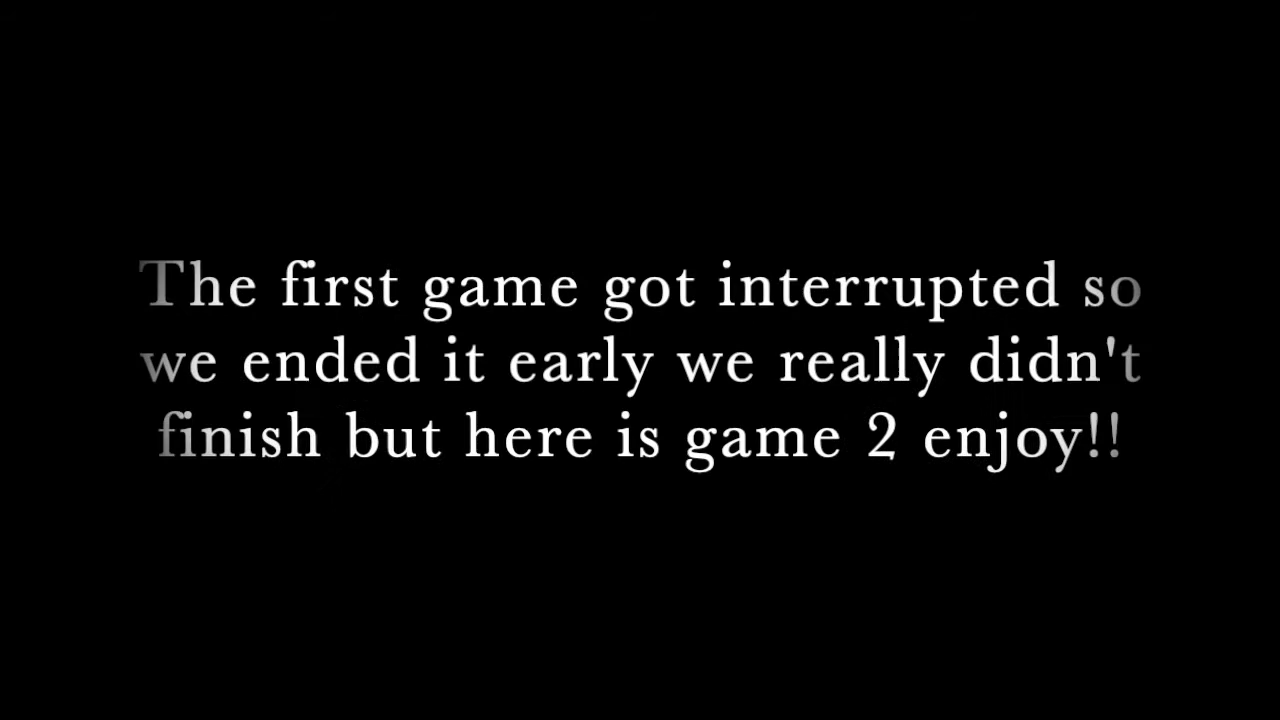 The first game got interrupted so
we ended it early we really didn't
finish but here is game 2 enjoy!!